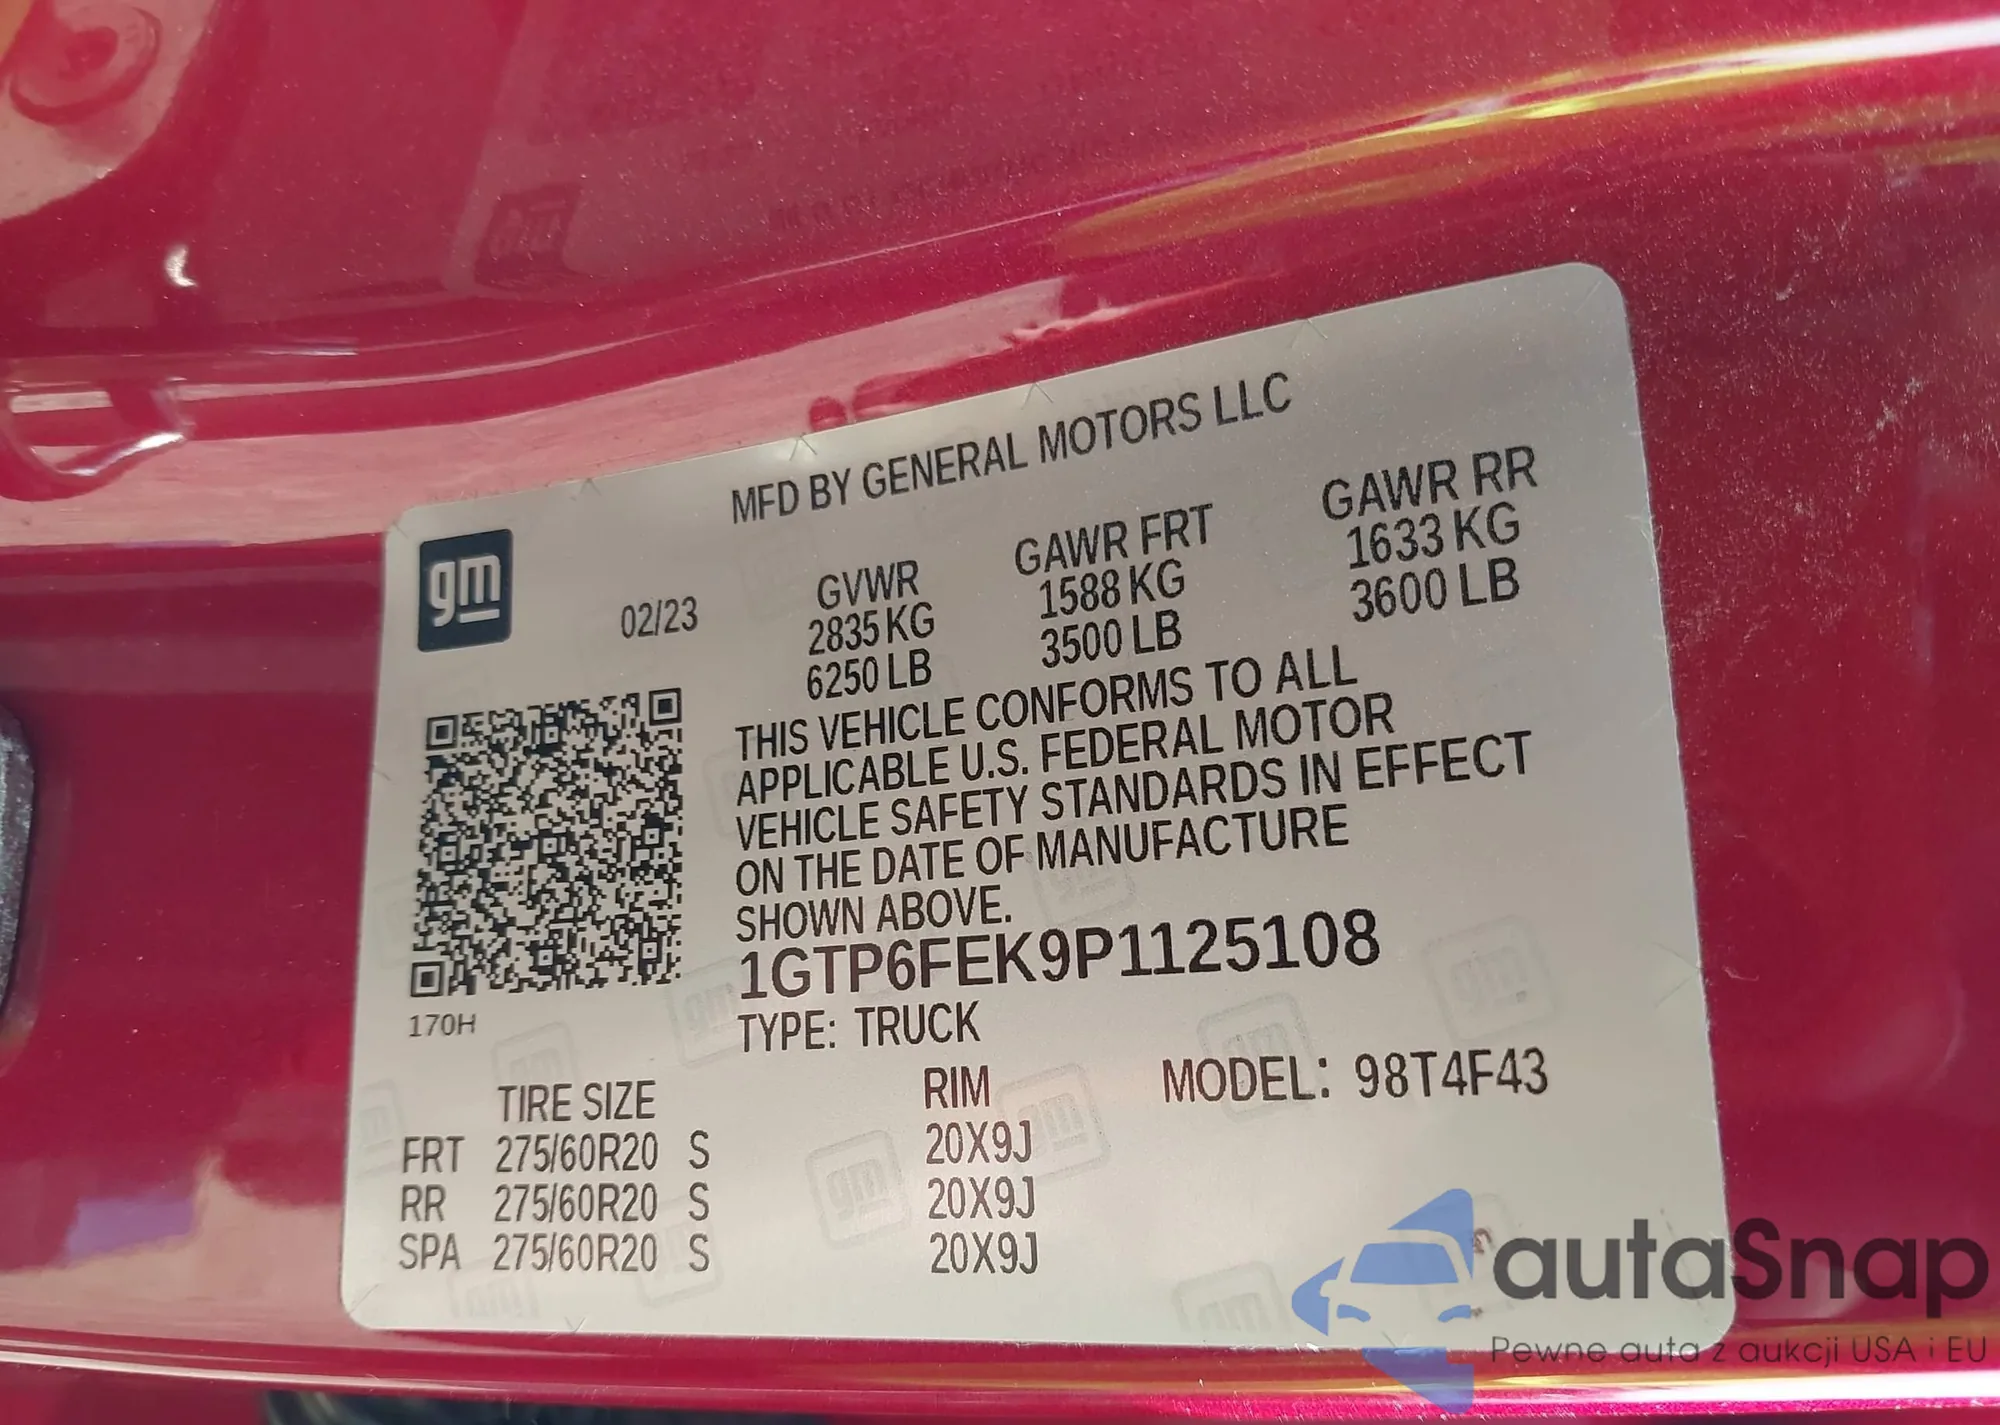 MFD BY GENERAL MOTORS LLC
gm
02/23
GVWR GAWR FRT GAWR RR
2835 KG 1588 KG 1633 KG
6250 LB 3500 LB 3600 LB
THIS VEHICLE CONFORMS TO ALL
APPLICABLE U.S. FEDERAL MOTOR
VEHICLE SAFETY STANDARDS IN EFFECT
ON THE DATE OF MANUFACTURE
SHOWN ABOVE.
1GTP6FEK9P1125108
170H
TYPE: TRUCK
TIRE SIZE RIM MODEL: 98T4F43
FRT 275/60R20 S 20X9J
RR 275/60R20 S 20X9J
SPA 275/60R20 S 20X9J
autaSnap
Pewne auta z aukcji USA i EU